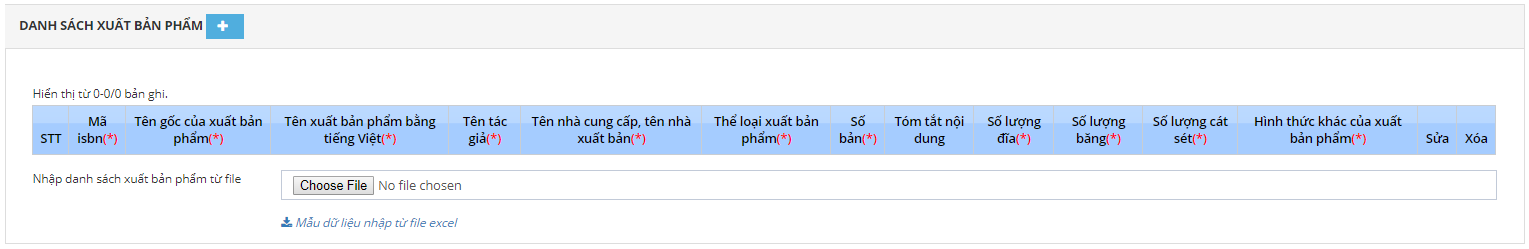 DANH SÁCH XUẤT BẢN PHẨM +
Hiển thị từ 0-0/0 bản ghi.
STT
Mã
isbn(*)
Tên gốc của xuất bản
phẩm(*)
Tên xuất bản phẩm bằng
tiếng Việt(*)
Tên tác
giả(*)
Tên nhà cung cấp, tên nhà
xuất bản(*)
Thể loại xuất bản
phẩm(*)
Số
bản(*)
Tóm tắt nội
dung
Số lượng
đĩa(*)
Số lượng
băng(*)
Số lượng cát
sét(*)
Hình thức khác của xuất
bản phẩm(*)
Sửa
Xóa
Nhập danh sách xuất bản phẩm từ file
Choose File No file chosen
Mẫu dữ liệu nhập từ file excel